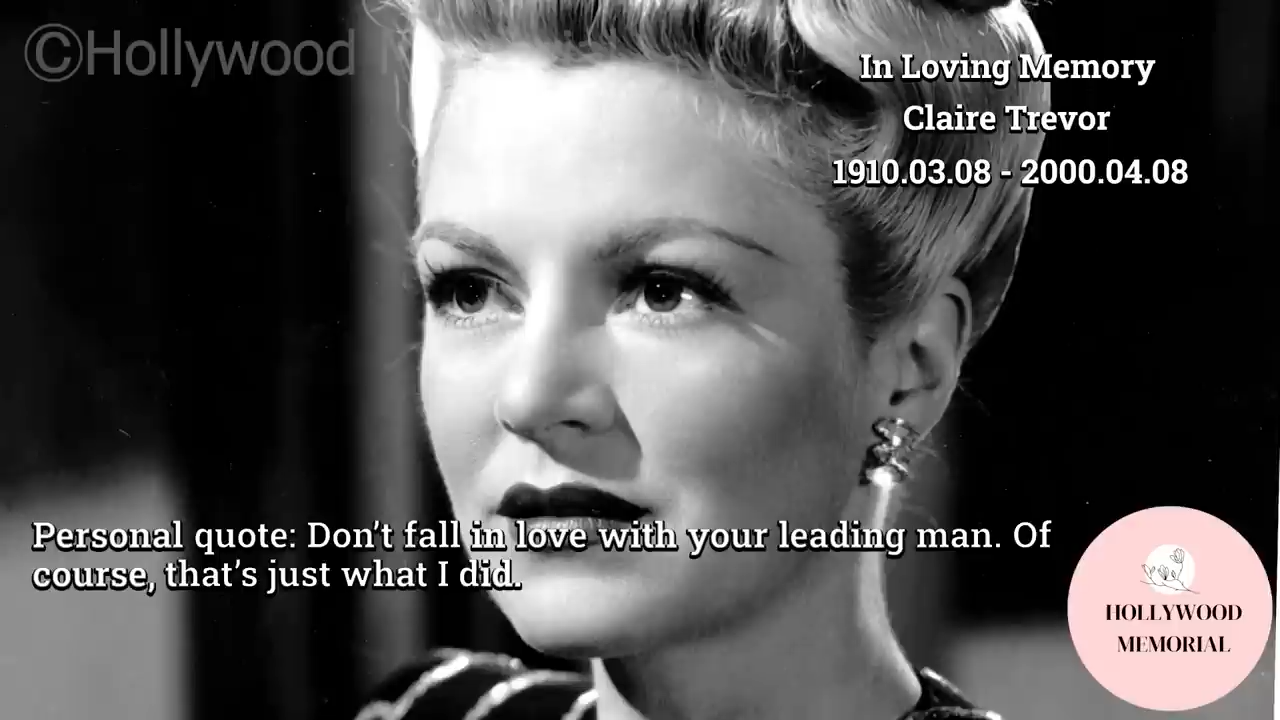 ©Hollywood
In Loving Memory
Claire Trevor
1910.03.08 - 2000.04.08
Personal quote: Don’t fall in love with your leading man. Of
course, that’s just what I did.
HOLLYWOOD
MEMORIAL